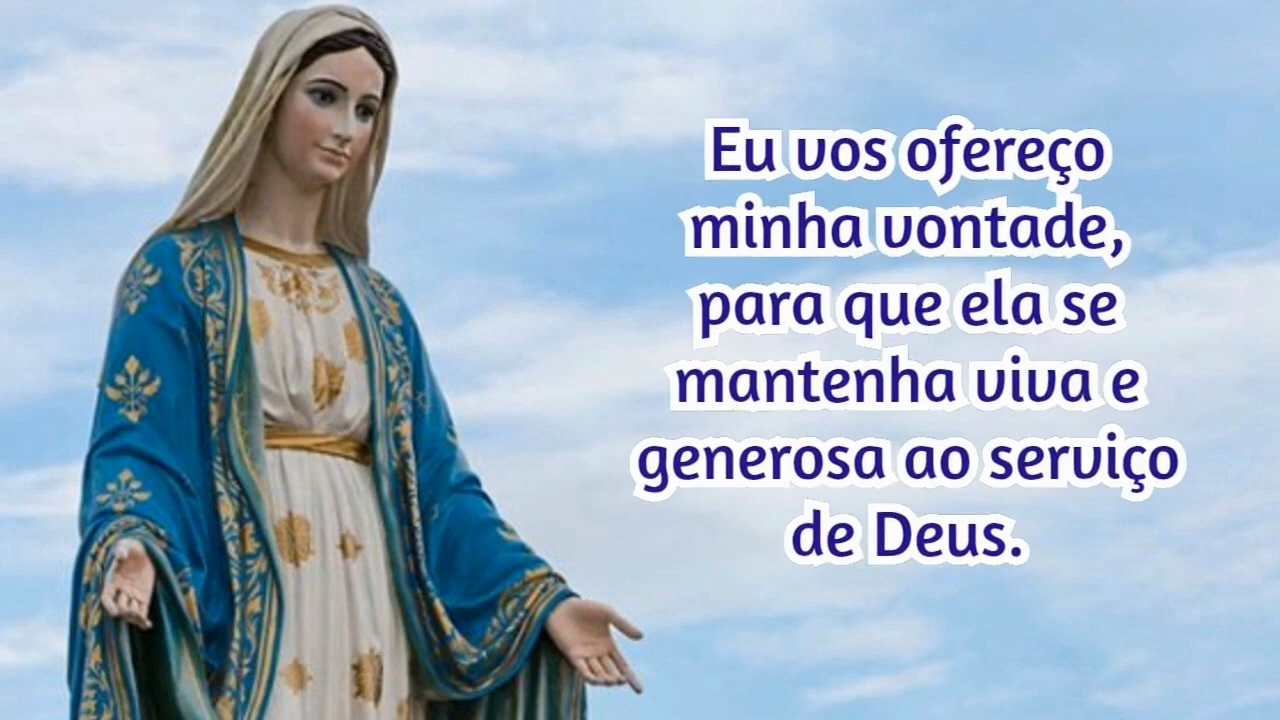 Eu vos ofereço
minha vontade,
para que ela se
mantenha viva e
generosa ao serviço
de Deus.